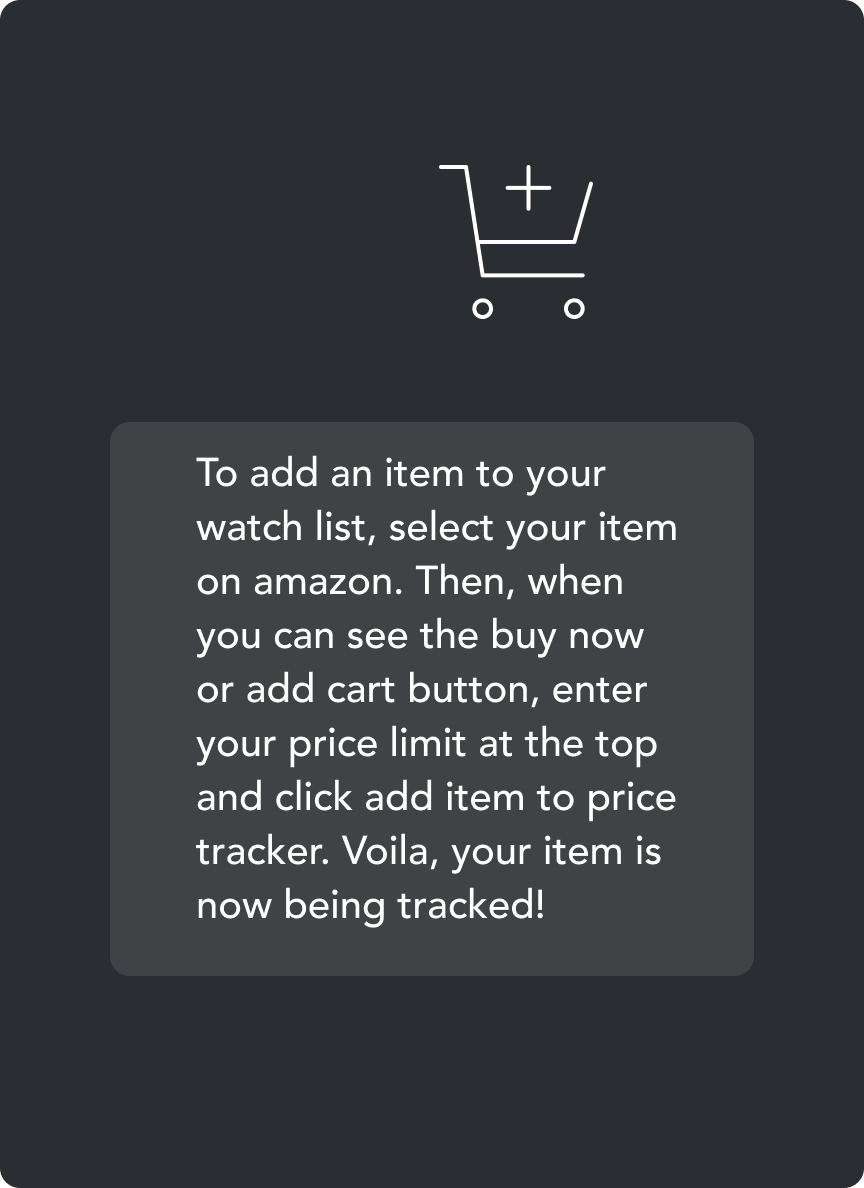 To add an item to your
watch list, select your item
on amazon. Then, when
you can see the buy now
or add cart button, enter
your price limit at the top
and click add item to price
tracker. Voila, your item is
now being tracked!